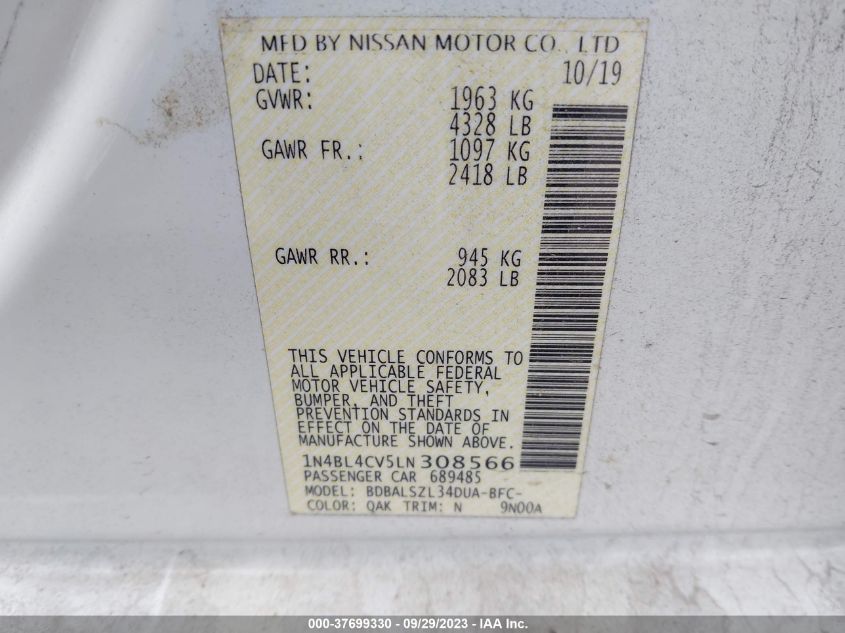 MFD BY NISSAN MOTOR CO., LTD
DATE: 10/19
GVWR: 1963 KG
4328 LB
GAWR FR.: 1097 KG
2418 LB
GAWR RR.: 945 KG
2083 LB
THIS VEHICLE CONFORMS TO
ALL APPLICABLE FEDERAL
MOTOR VEHICLE SAFETY,
BUMPER, AND THEFT
PREVENTION STANDARDS IN
EFFECT ON THE DATE OF
MANUFACTURE SHOWN ABOVE.
1N4BL4CV5LN308566
PASSENGER CAR 689485
MODEL: BDBALSZL34DUA-BFC-
COLOR: QAK TRIM: N 9N00A
000-37699330 - 09/29/2023 - IAA Inc.